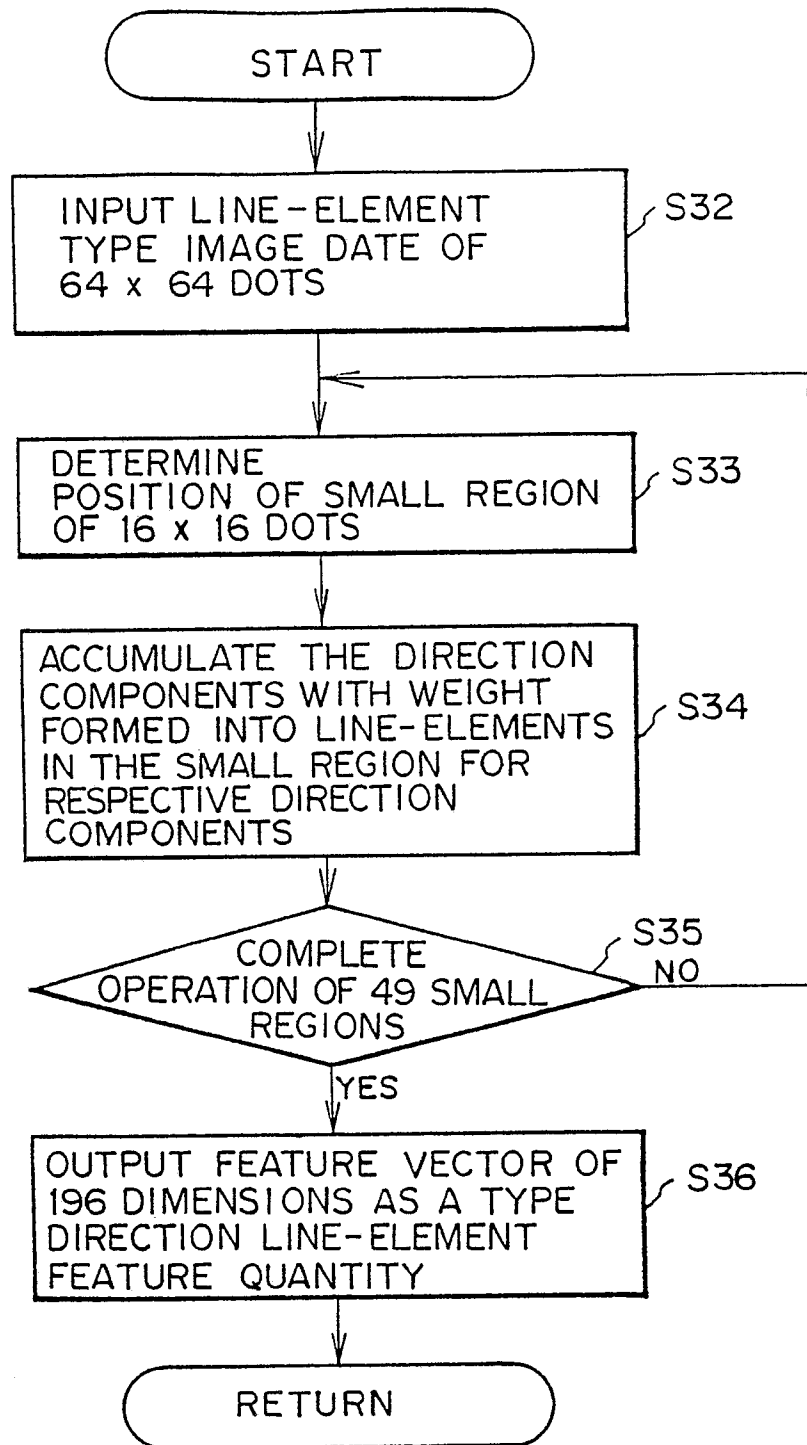 START
INPUT LINE-ELEMENT
TYPE IMAGE DATE OF
64 x 64 DOTS
S32
DETERMINE
POSITION OF SMALL REGION
OF 16 x 16 DOTS
S33
ACCUMULATE THE DIRECTION
COMPONENTS WITH WEIGHT
FORMED INTO LINE-ELEMENTS
IN THE SMALL REGION FOR
RESPECTIVE DIRECTION
COMPONENTS
S34
COMPLETE
OPERATION OF 49 SMALL
REGIONS
S35
NO
YES
OUTPUT FEATURE VECTOR OF
196 DIMENSIONS AS A TYPE
DIRECTION LINE-ELEMENT
FEATURE QUANTITY
S36
RETURN